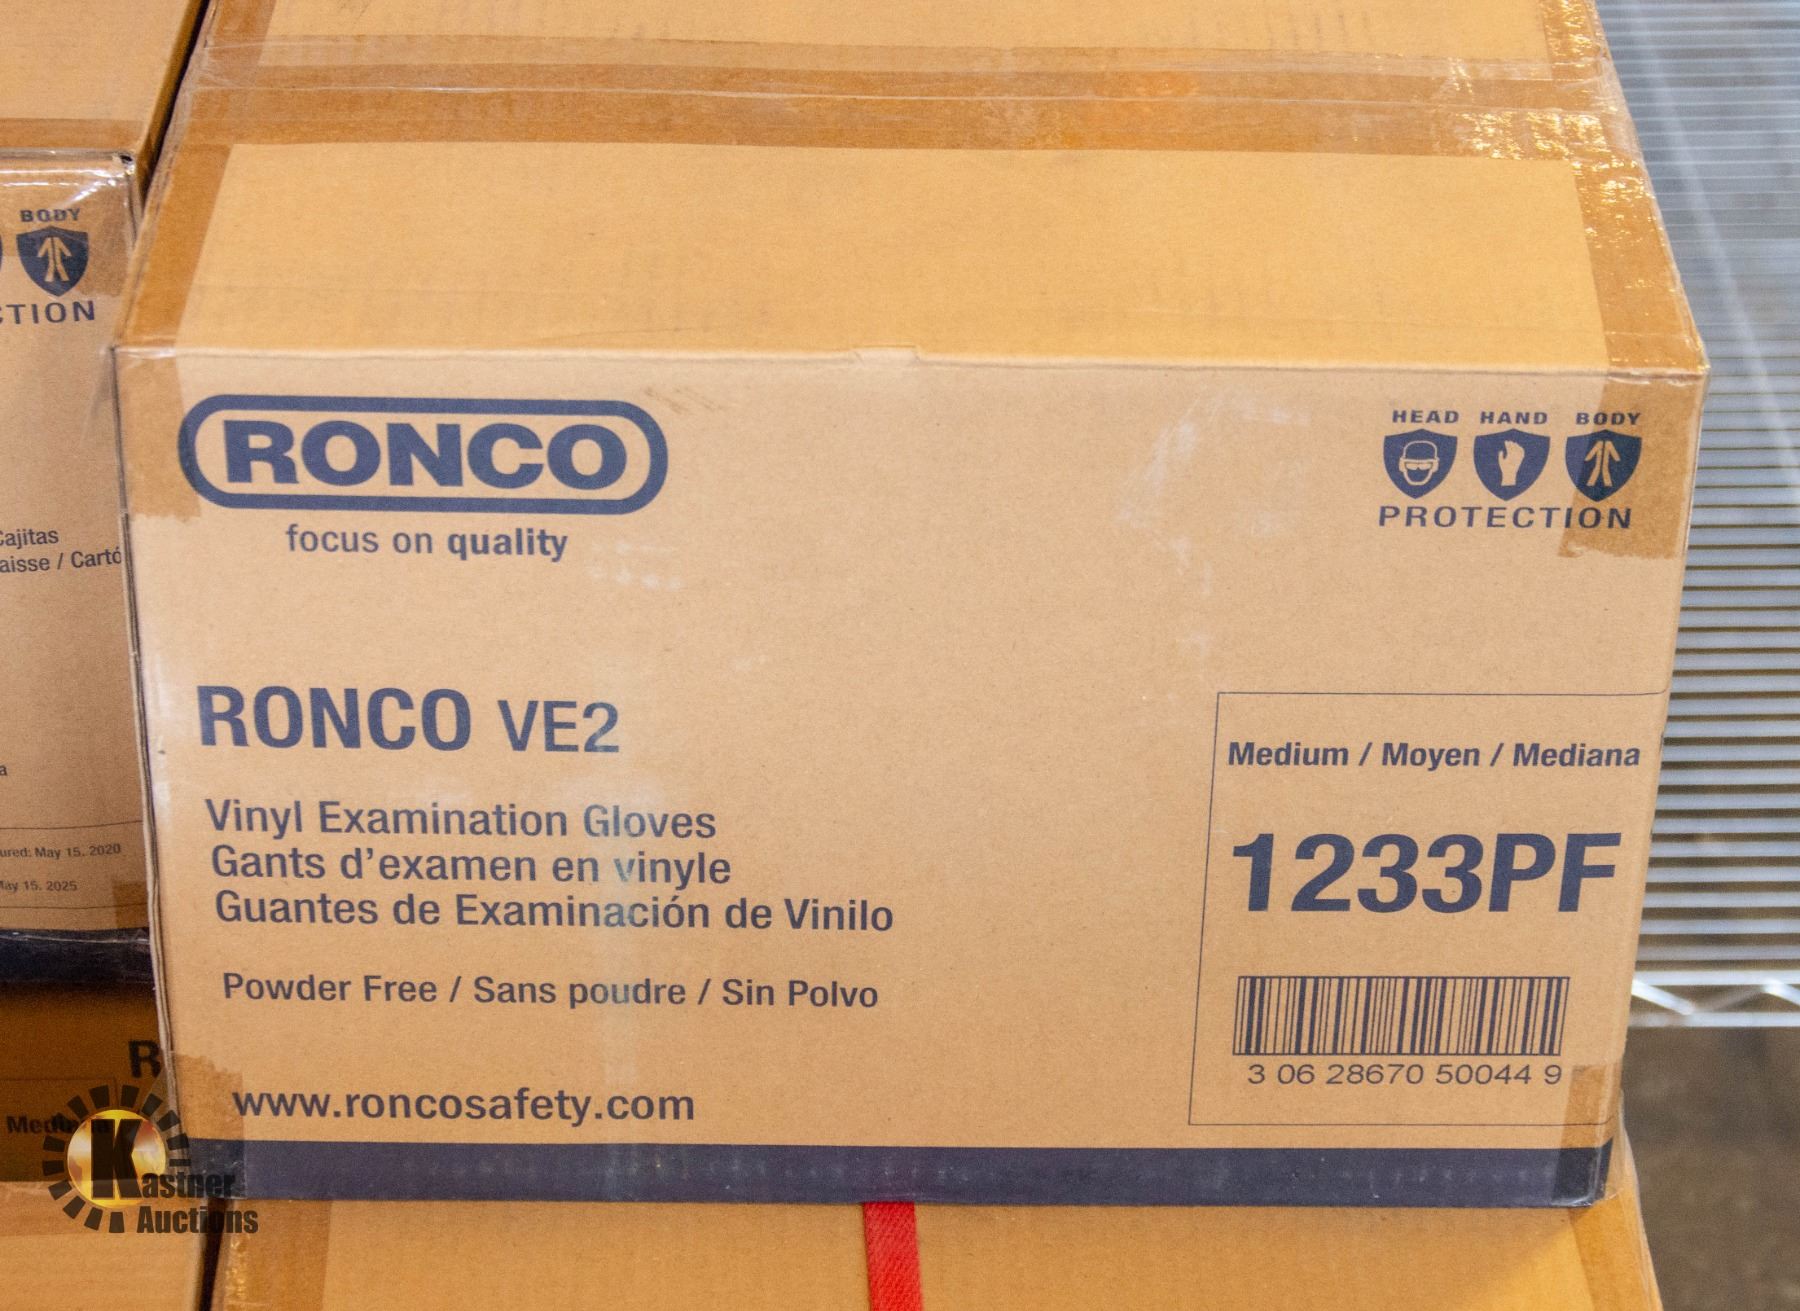 BODY
CTION
Cajitas
aisse / Cartó
a
ured: May 15, 2020
May 15, 2025
R
RONCO
focus on quality
HEAD HAND BODY
PROTECTION
RONCO VE2
Vinyl Examination Gloves
Gants d'examen en vinyle
Guantes de Examinación de Vinilo
Powder Free / Sans poudre / Sin Polvo
www.roncosafety.com
Medium / Moyen / Mediana
1233PF
3 06 28670 50044 9
Kastner
Auctions